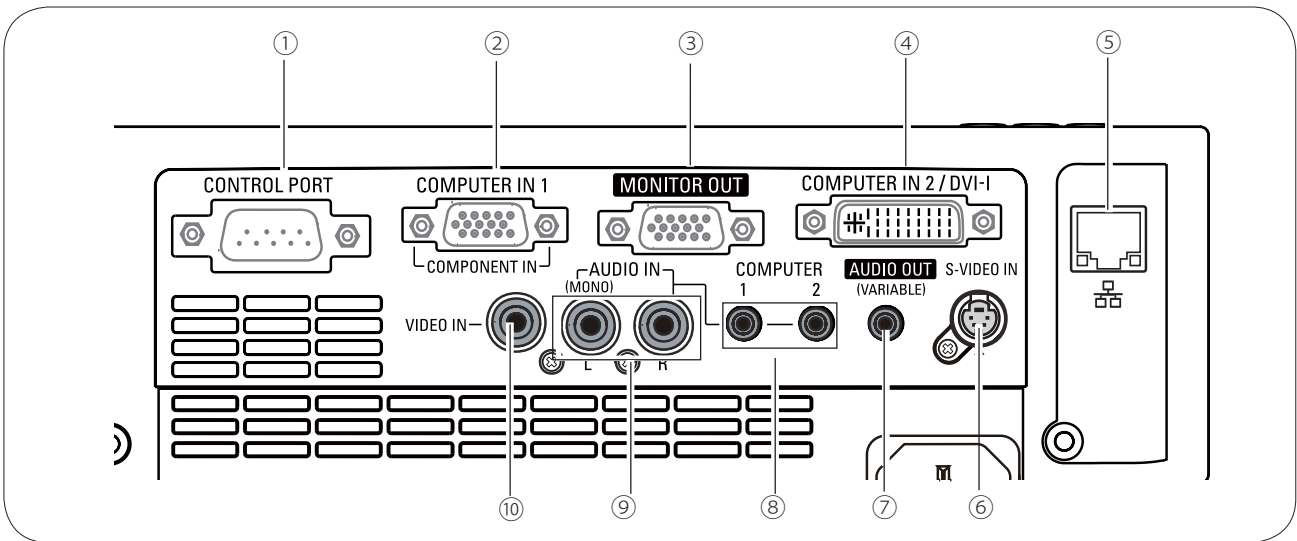 ① ② ③ ④ ⑤
CONTROL PORT COMPUTER IN 1 MONITOR OUT COMPUTER IN 2 / DVI-I
COMPONENT IN AUDIO IN COMPUTER AUDIO OUT S-VIDEO IN
(MONO) 1 2 (VARIABLE)
VIDEO IN
L R
⑩ ⑨ ⑧ ⑦ ⑥